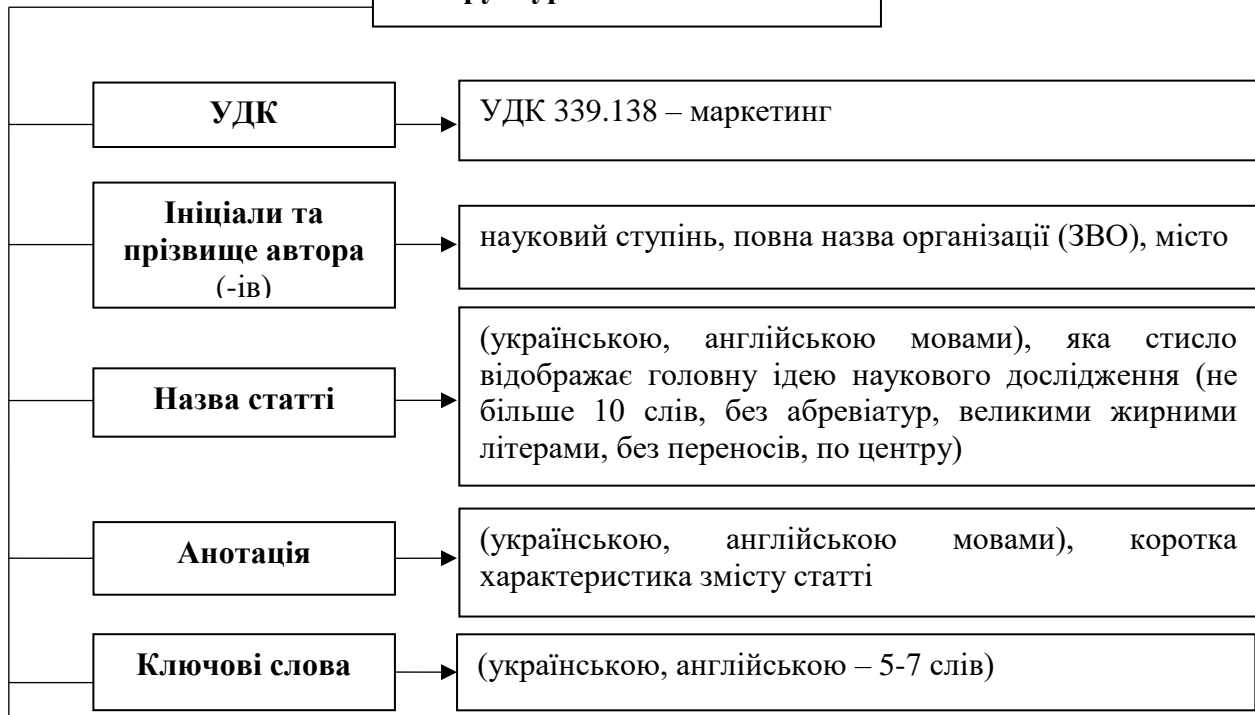 УДК
УДК 339.138 – маркетинг
Ініціали та
прізвище автора
(-ів)
науковий ступінь, повна назва організації (ЗВО), місто
Назва статті
(українською, англійською мовами), яка стисло
відображає головну ідею наукового дослідження (не
більше 10 слів, без абревіатур, великими жирними
літерами, без переносів, по центру)
Анотація
(українською, англійською мовами), коротка
характеристика змісту статті
Ключові слова
(українською, англійською – 5-7 слів)